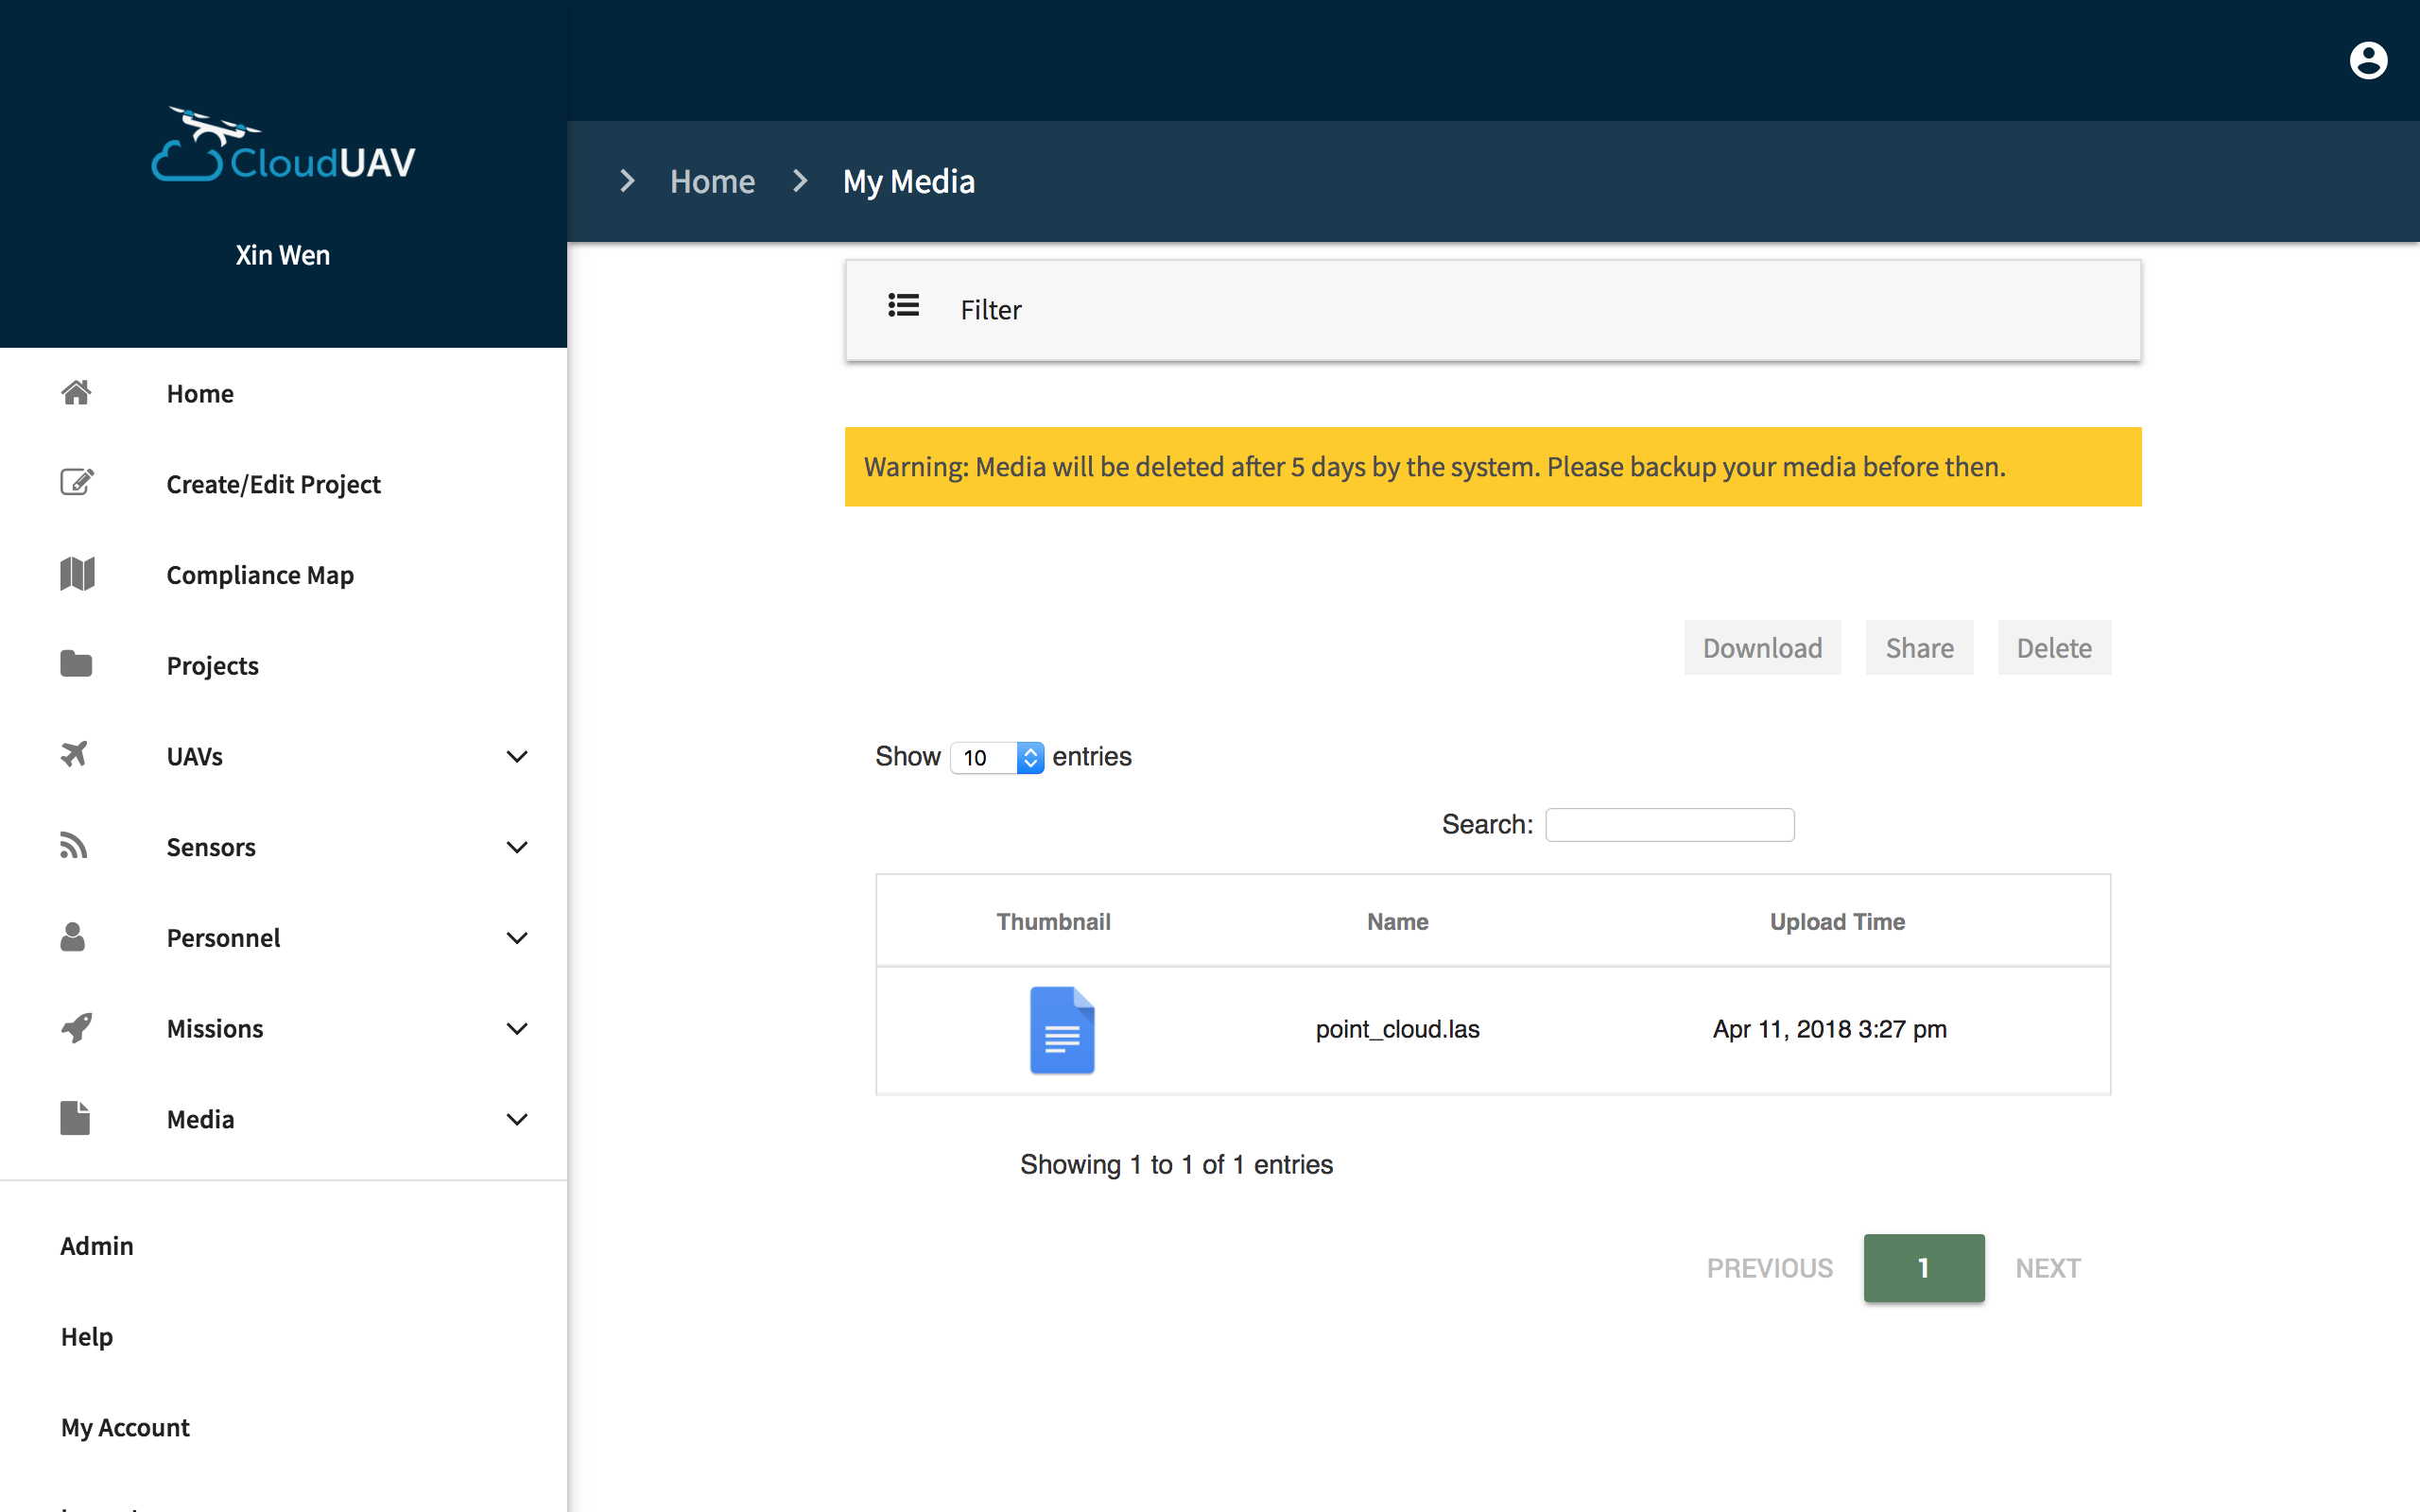 CloudUAV
Xin Wen
Home
Create/Edit Project
Compliance Map
Projects
UAVs
Sensors
Personnel
Missions
Media
Admin
Help
My Account
Home
My Media
Filter
Warning: Media will be deleted after 5 days by the system. Please backup your media before then.
Download Share Delete
Show 10 entries
Search:
Thumbnail Name Upload Time
point_cloud.las Apr 11, 2018 3:27 pm
Showing 1 to 1 of 1 entries
PREVIOUS 1 NEXT